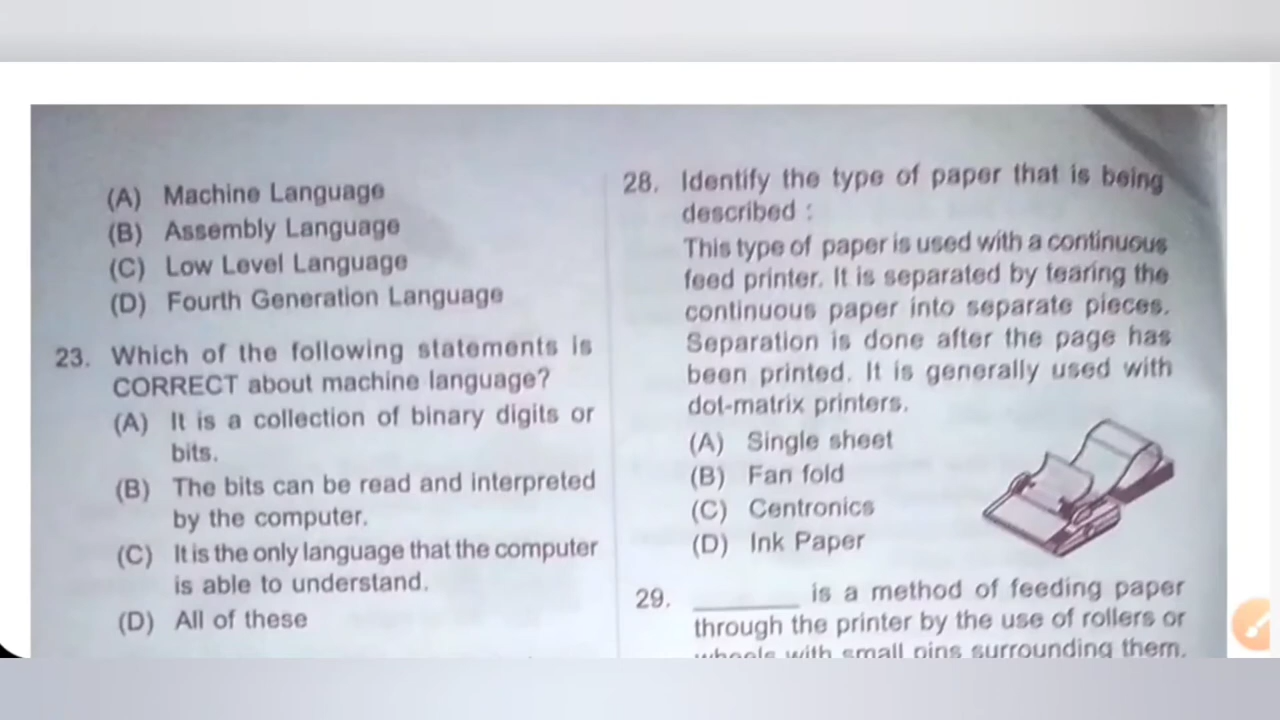 (A) Machine Language
(B) Assembly Language
(C) Low Level Language
(D) Fourth Generation Language
23. Which of the following statements is
CORRECT about machine language?
(A) It is a collection of binary digits or
bits.
(B) The bits can be read and interpreted
by the computer.
(C) It is the only language that the computer
is able to understand.
(D) All of these
28. Identify the type of paper that is being
described :
This type of paper is used with a continuous
feed printer. It is separated by tearing the
continuous paper into separate pieces.
Separation is done after the page has
been printed. It is generally used with
dot-matrix printers.
(A) Single sheet
(B) Fan fold
(C) Centronics
(D) Ink Paper
29. ________ is a method of feeding paper
through the printer by the use of rollers or
wheels with small pins surrounding them.